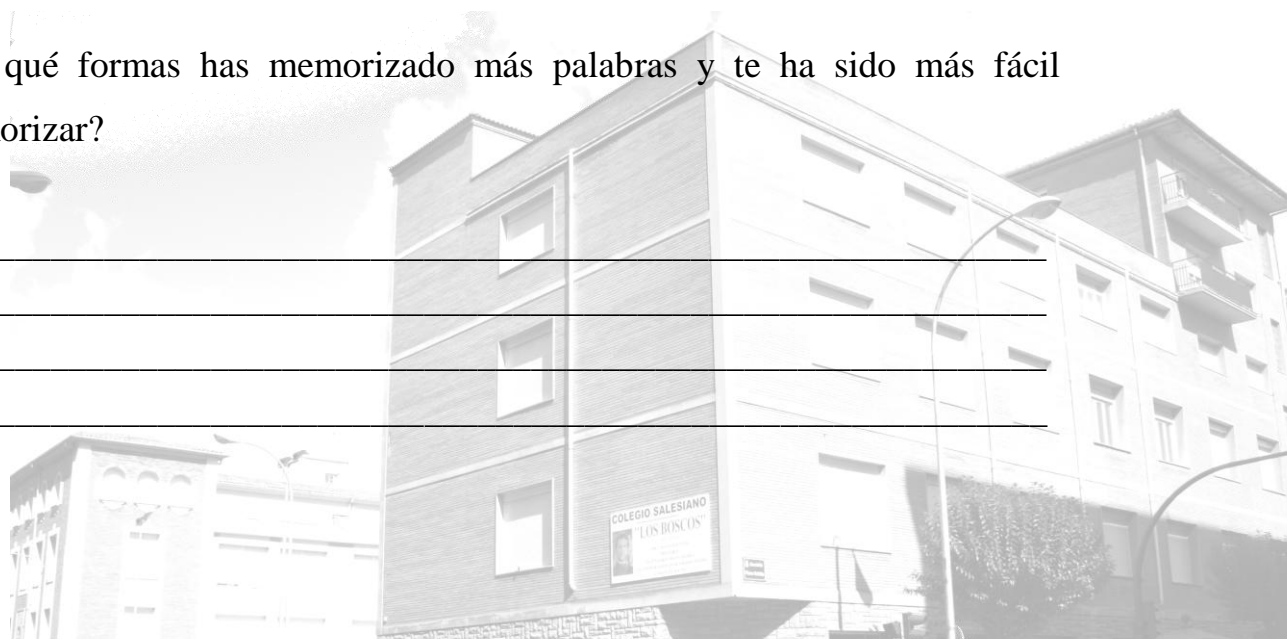 qué formas has memorizado más palabras y te ha sido más fácil
orizar?
COLEGIO SALESIANO
"LOS BOSCOS"